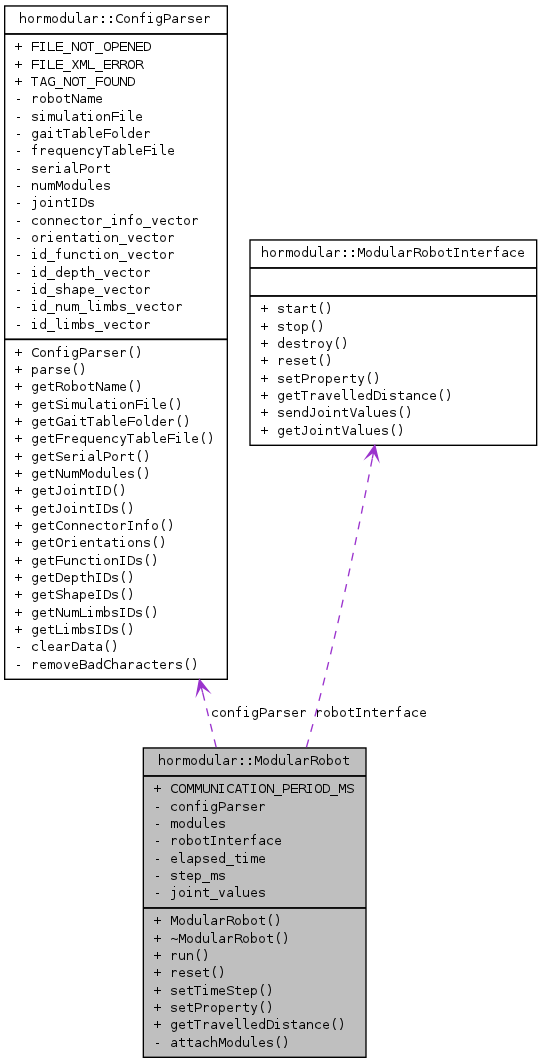 hormodular::ConfigParser
+ FILE_NOT_OPENED
+ FILE_XML_ERROR
+ TAG_NOT_FOUND
- robotName
- simulationFile
- gaitTableFolder
- frequencyTableFile
- serialPort
- numModules
- jointIDs
- connector_info_vector
- orientation_vector
- id_function_vector
- id_depth_vector
- id_shape_vector
- id_num_limbs_vector
- id_limbs_vector
+ ConfigParser()
+ parse()
+ getRobotName()
+ getSimulationFile()
+ getGaitTableFolder()
+ getFrequencyTableFile()
+ getSerialPort()
+ getNumModules()
+ getJointID()
+ getJointIDs()
+ getConnectorInfo()
+ getOrientations()
+ getFunctionIDs()
+ getDepthIDs()
+ getShapeIDs()
+ getNumLimbsIDs()
+ getLimbsIDs()
- clearData()
- removeBadCharacters()
hormodular::ModularRobotInterface
+ start()
+ stop()
+ destroy()
+ reset()
+ setProperty()
+ getTravelledDistance()
+ sendJointValues()
+ getJointValues()
configParser
robotInterface
hormodular::ModularRobot
+ COMMUNICATION_PERIOD_MS
- configParser
- modules
- robotInterface
- elapsed_time
- step_ms
- joint_values
+ ModularRobot()
+ ~ModularRobot()
+ run()
+ reset()
+ setTimeStep()
+ setProperty()
+ getTravelledDistance()
- attachModules()